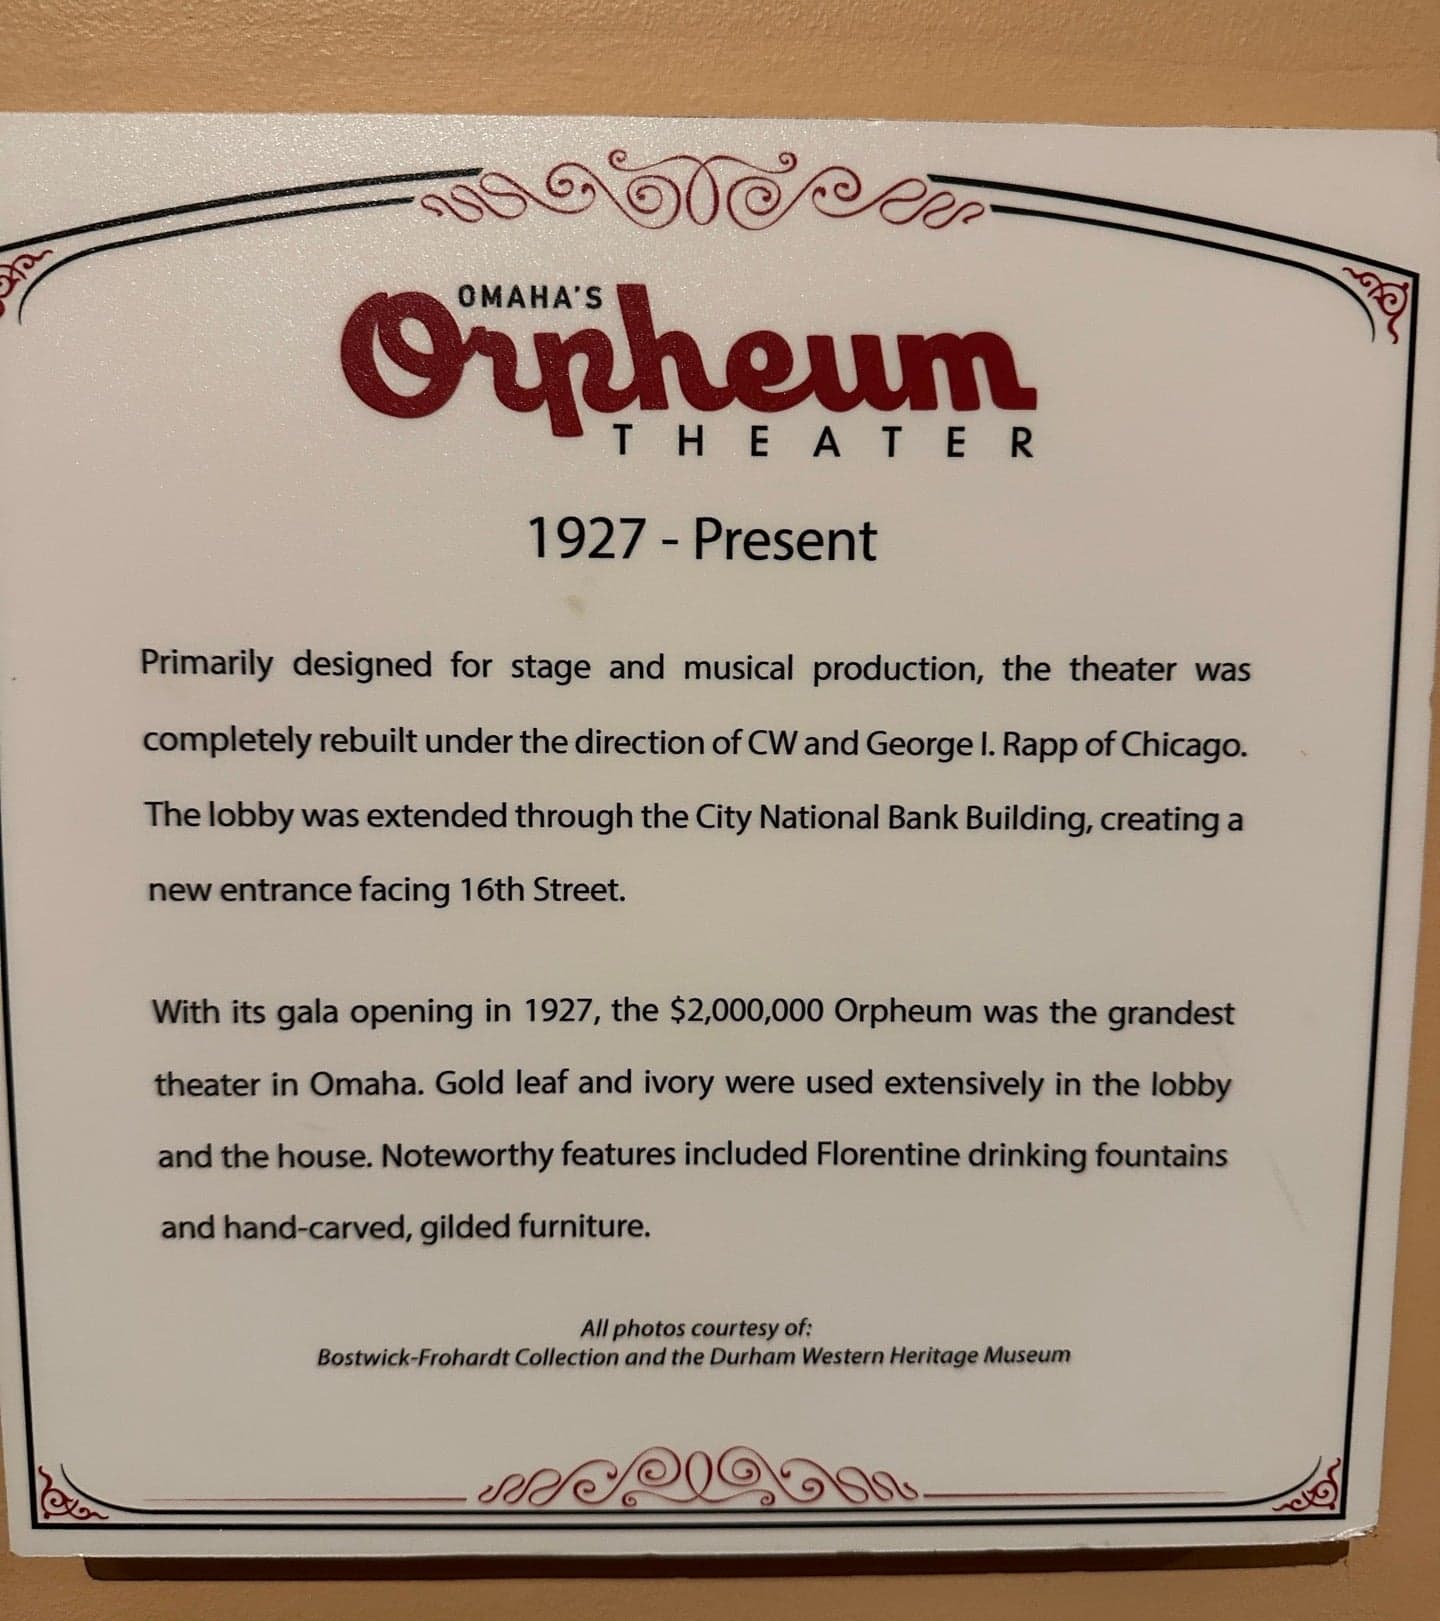 OMAHA'S
Orpheum
THEATER
1927 - Present
Primarily designed for stage and musical production, the theater was
completely rebuilt under the direction of CW and George I. Rapp of Chicago.
The lobby was extended through the City National Bank Building, creating a
new entrance facing 16th Street.
With its gala opening in 1927, the $2,000,000 Orpheum was the grandest
theater in Omaha. Gold leaf and ivory were used extensively in the lobby
and the house. Noteworthy features included Florentine drinking fountains
and hand-carved, gilded furniture.
All photos courtesy of:
Bostwick-Frohardt Collection and the Durham Western Heritage Museum